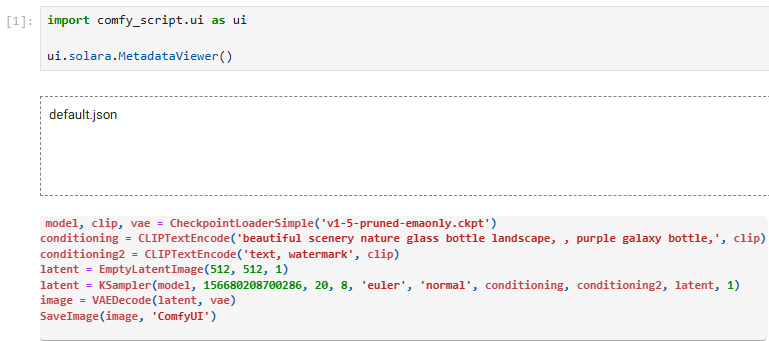 [1]:
import comfy_script.ui as ui
ui.solara.MetadataViewer()
default.json
model, clip, vae = CheckpointLoaderSimple('v1-5-pruned-emaonly.ckpt')
conditioning = CLIPTextEncode('beautiful scenery nature glass bottle landscape, , purple galaxy bottle,', clip)
conditioning2 = CLIPTextEncode('text, watermark', clip)
latent = EmptyLatentImage(512, 512, 1)
latent = KSampler(model, 156680208700286, 20, 8, 'euler', 'normal', conditioning, conditioning2, latent, 1)
image = VAEDecode(latent, vae)
SaveImage(image, 'ComfyUI')